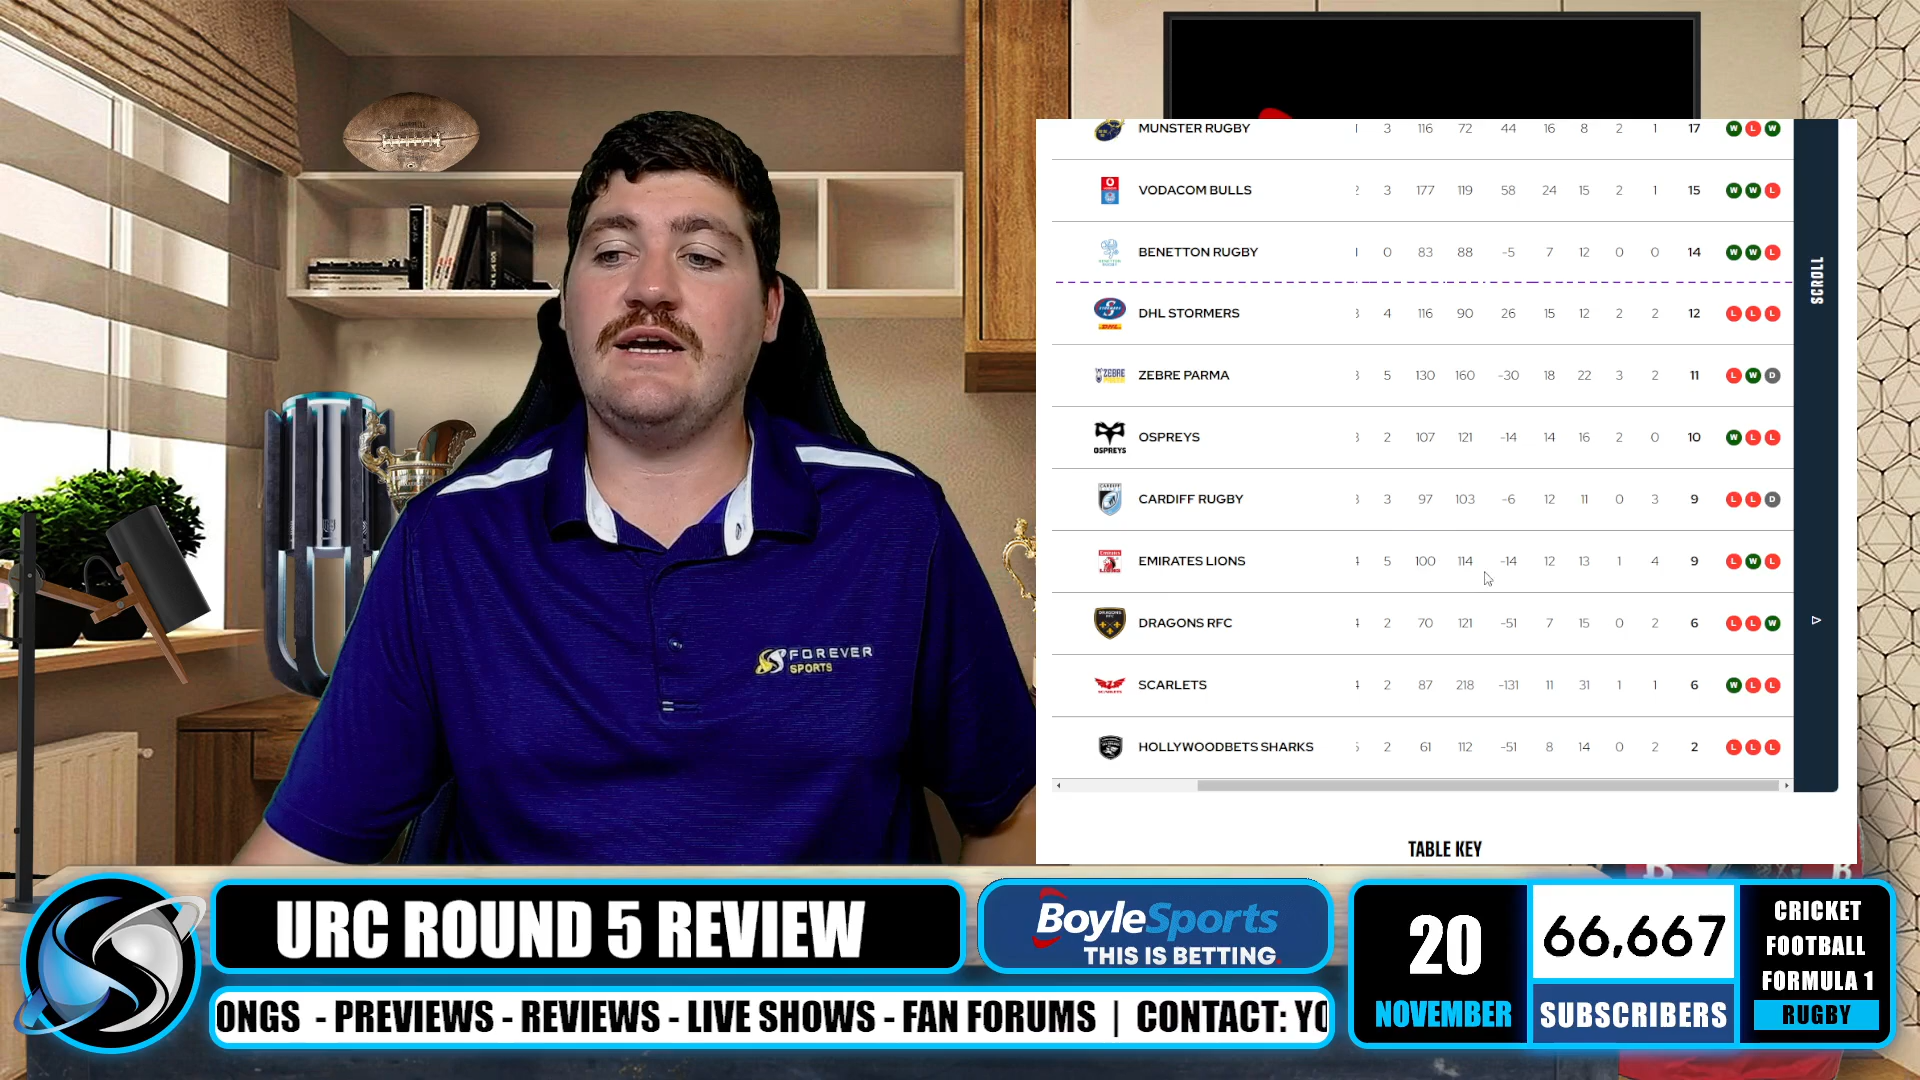 MUNSTER RUGBY 3 116 72 44 16 8 2 1 17 W L W
VODACOM BULLS 3 177 119 58 24 15 2 1 15 W W L
BENETTON RUGBY 0 83 88 -5 7 12 0 0 14 W W L
DHL STORMERS 4 116 90 26 15 12 2 2 12 L L L
ZEBRE PARMA 5 130 160 -30 18 22 3 2 11 L W D
OSPREYS 2 107 121 -14 14 16 2 0 10 W L L
OSPREYS
CARDIFF RUGBY 3 97 103 -6 12 11 0 3 9 L L D
EMIRATES LIONS 5 100 114 -14 12 13 1 4 9 L W L
DRAGONS RFC 2 70 121 -51 7 15 0 2 6 L L W
SCARLETS 2 87 218 -131 11 31 1 1 6 W L L
HOLLYWOODBETS SHARKS 2 61 112 -51 8 14 0 2 2 L L L
SCROLL
TABLE KEY
FOREVER
SPORTS
URC ROUND 5 REVIEW
BoyleSports
THIS IS BETTING.
ONGS - PREVIEWS - REVIEWS - LIVE SHOWS - FAN FORUMS | CONTACT: YO
20
NOVEMBER
66,667
SUBSCRIBERS
CRICKET
FOOTBALL
FORMULA 1
RUGBY